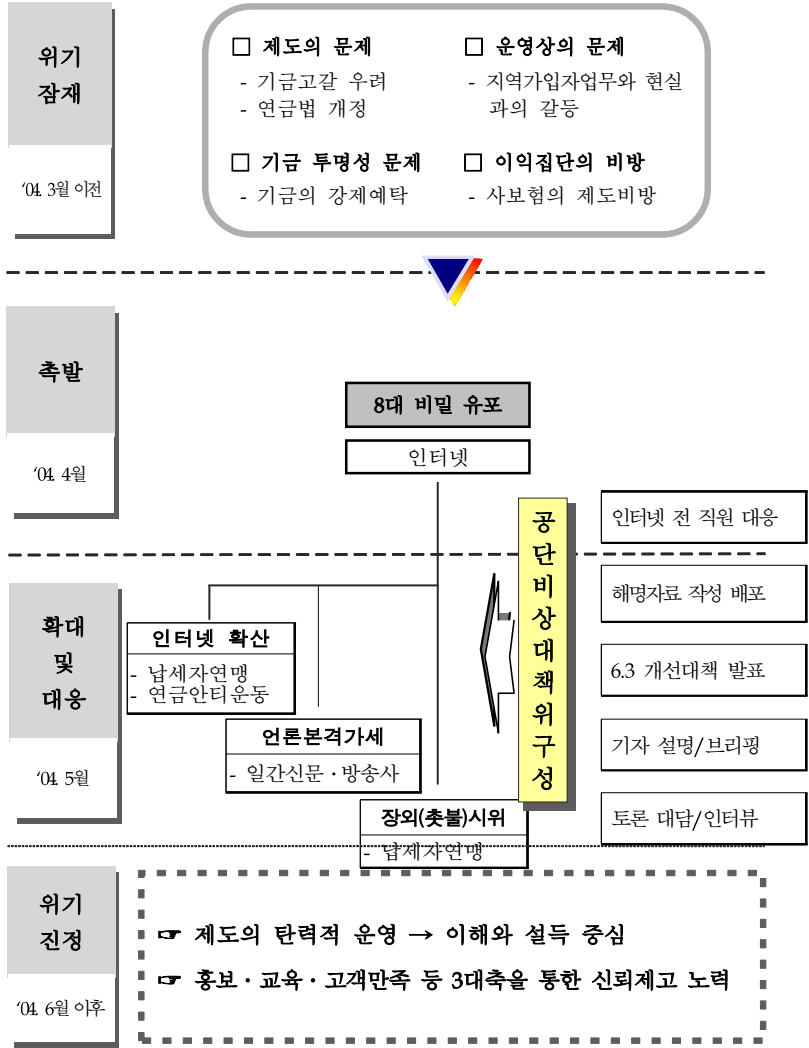 위기
잠재
‘04. 3월 이전
□ 제도의 문제
- 기금고갈 우려
- 연금법 개정
□ 운영상의 문제
- 지역가입자업무와 현실
과의 갈등
□ 기금 투명성 문제
- 기금의 강제예탁
□ 이익집단의 비방
- 사보험의 제도비방
촉발
‘04. 4월
8대 비밀 유포
인터넷
확대
및
대응
‘04. 5월
인터넷 확산
- 납세자연맹
- 연금안티운동
언론본격가세
- 일간신문·방송사
장외(촛불)시위
- 납세자연맹
공단비상대책위구성
인터넷 전 직원 대응
해명자료 작성 배포
6.3 개선대책 발표
기자 설명/브리핑
토론 대담/인터뷰
위기
진정
‘04. 6월 이후
☞ 제도의 탄력적 운영 → 이해와 설득 중심
☞ 홍보·교육·고객만족 등 3대축을 통한 신뢰제고 노력